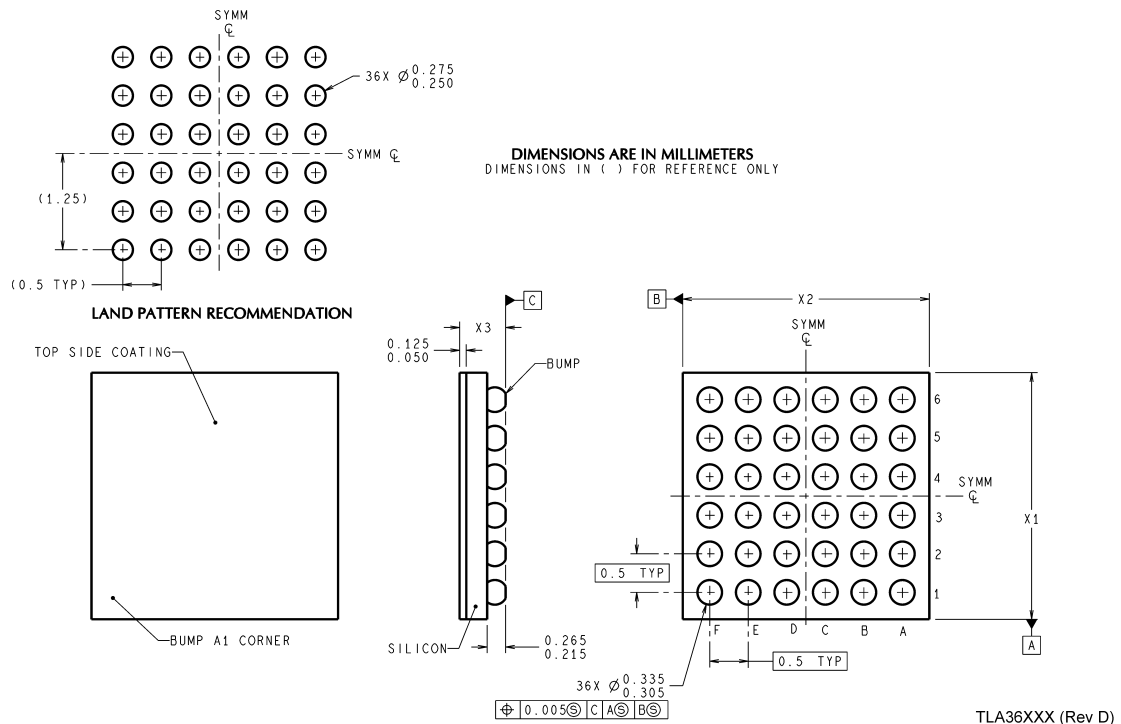 SYMM
℄
36X ⌀0.275
0.250
SYMM ℄
(1.25)
(0.5 TYP)
LAND PATTERN RECOMMENDATION
DIMENSIONS ARE IN MILLIMETERS
DIMENSIONS IN ( ) FOR REFERENCE ONLY
TOP SIDE COATING
BUMP A1 CORNER
C
X3
0.125
0.050
BUMP
SILICON
0.265
0.215
B
X2
SYMM
℄
6
5
4
3
2
1
SYMM
℄
X1
A
0.5 TYP
F E D C B A
0.5 TYP
36X ⌀0.335
0.305
⌖ 0.005Ⓢ C AⓈ BⓈ
TLA36XXX (Rev D)